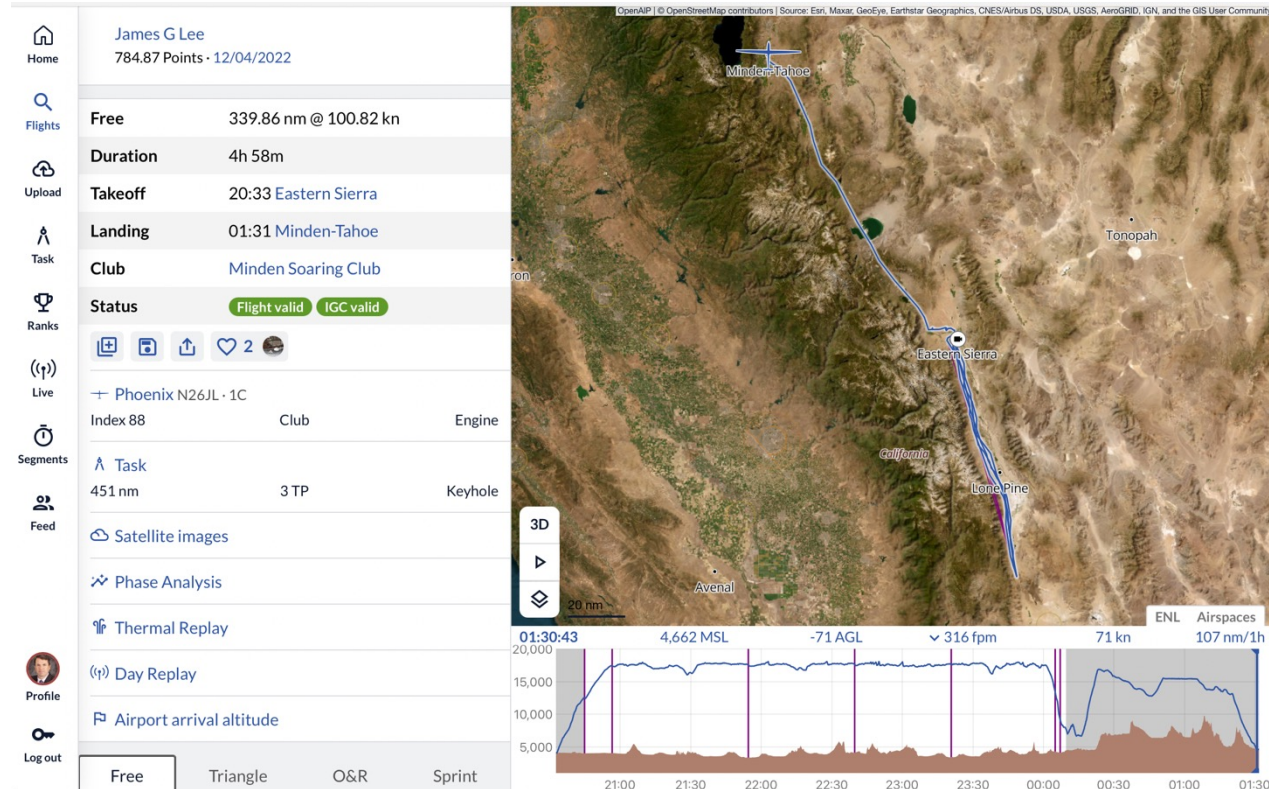 OpenAIP | © OpenStreetMap contributors | Source: Esri, Maxar, GeoEye, Earthstar Geographics, CNES/Airbus DS, USDA, USGS, AeroGRID, IGN, and the GIS User Community
Home
Flights
Upload
Task
Ranks
Live
Segments
Feed
Profile
Log out
James G Lee
784.87 Points · 12/04/2022
Free 339.86 nm @ 100.82 kn
Duration 4h 58m
Takeoff 20:33 Eastern Sierra
Landing 01:31 Minden-Tahoe
Club Minden Soaring Club
Status Flight valid IGC valid
2
Phoenix N26JL · 1C
Index 88 Club Engine
Task
451 nm 3 TP Keyhole
Satellite images
Phase Analysis
Thermal Replay
Day Replay
Airport arrival altitude
Free Triangle O&R Sprint
Minden-Tahoe
Tonopah
ron
Eastern Sierra
California
Lone Pine
Avenal
3D
20 nm
ENL Airspaces
01:30:43 4,662 MSL -71 AGL 316 fpm 71 kn 107 nm/1h
20,000
15,000
10,000
5,000
21:00 21:30 22:00 22:30 23:00 23:30 00:00 00:30 01:00 01:30